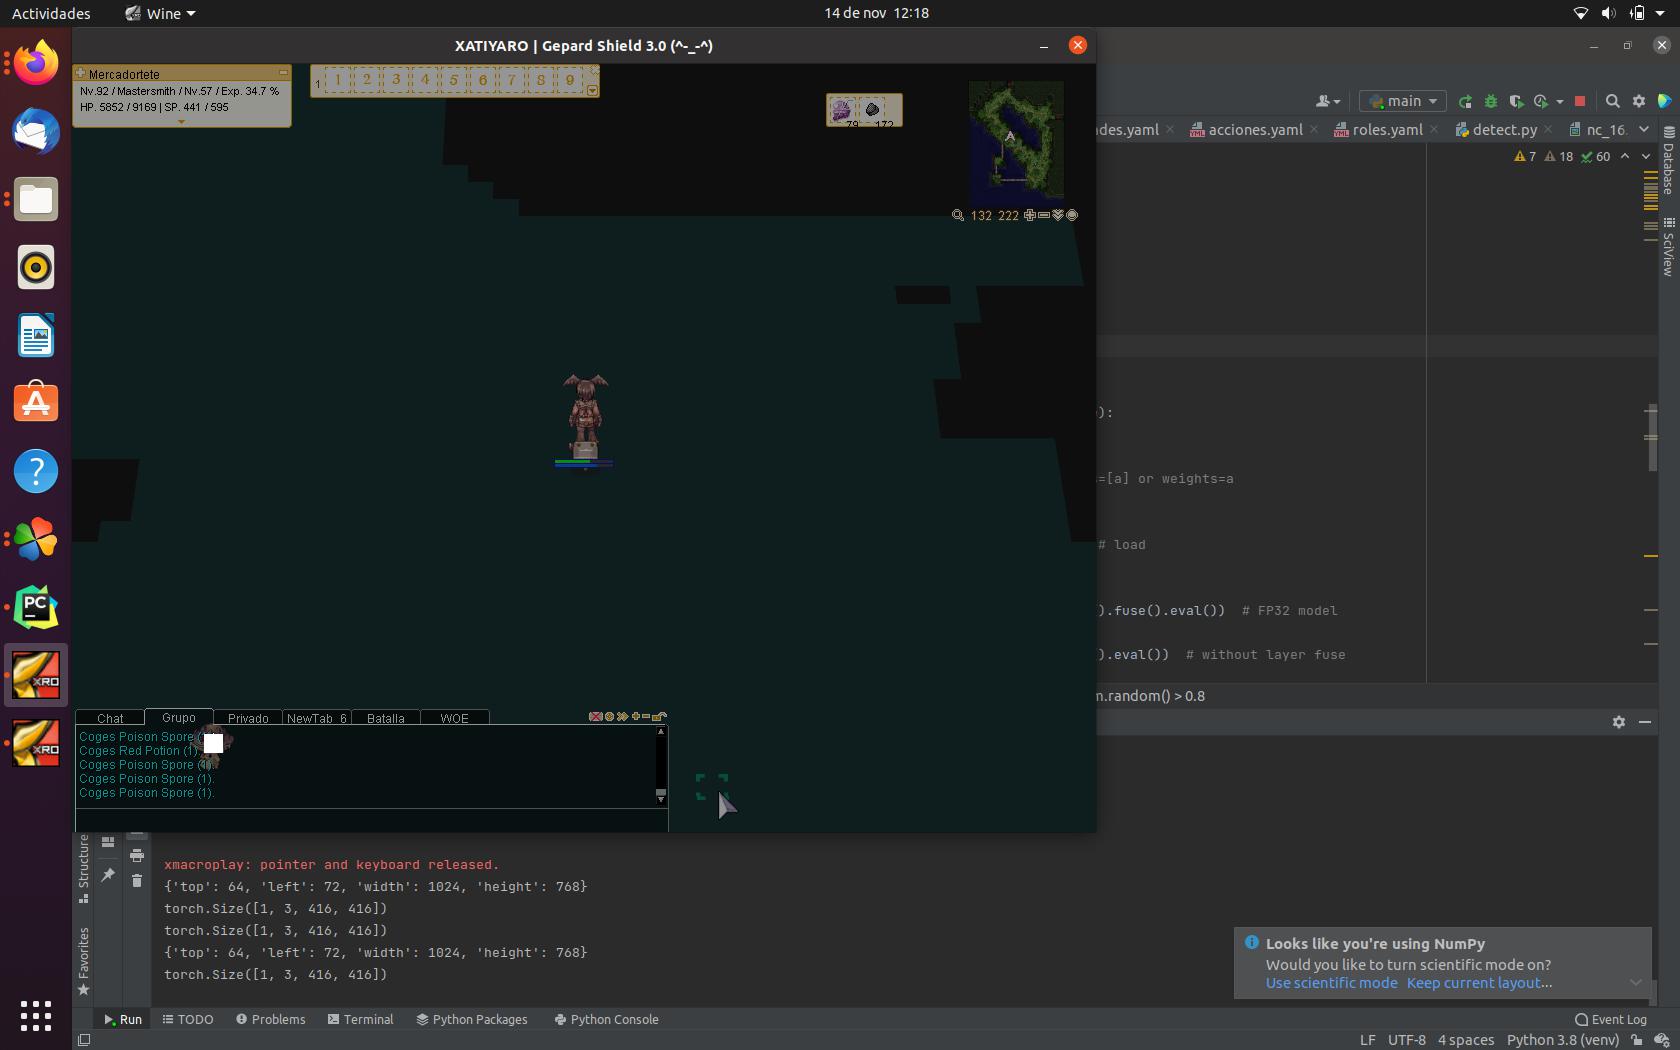 Actividades
Wine
14 de nov 12:18
XATIYARO | Gepard Shield 3.0 (^-_-^)
Mercadortete
Nv.92 / Mastersmith / Nv.57 / Exp. 34.7 %
HP. 5852 / 9169 | SP. 441 / 595
1 1 2 3 4 5 6 7 8 9
79 172
132 222
main
des.yaml
acciones.yaml
roles.yaml
detect.py
nc_16.
7 18 60
Database
SciView
):
=[a] or weights=a
# load
).fuse().eval()) # FP32 model
).eval()) # without layer fuse
m.random() > 0.8
Chat Grupo Privado NewTab_6 Batalla WOE
Coges Poison Spore (
Coges Red Potion (1).
Coges Poison Spore (1).
Coges Poison Spore (1).
Coges Poison Spore (1).
PC
XRO
XRO
Structure
Favorites
xmacroplay: pointer and keyboard released.
{'top': 64, 'left': 72, 'width': 1024, 'height': 768}
torch.Size([1, 3, 416, 416])
torch.Size([1, 3, 416, 416])
{'top': 64, 'left': 72, 'width': 1024, 'height': 768}
torch.Size([1, 3, 416, 416])
Looks like you're using NumPy
Would you like to turn scientific mode on?
Use scientific mode Keep current layout...
Run TODO Problems Terminal Python Packages Python Console
Event Log
LF UTF-8 4 spaces Python 3.8 (venv)